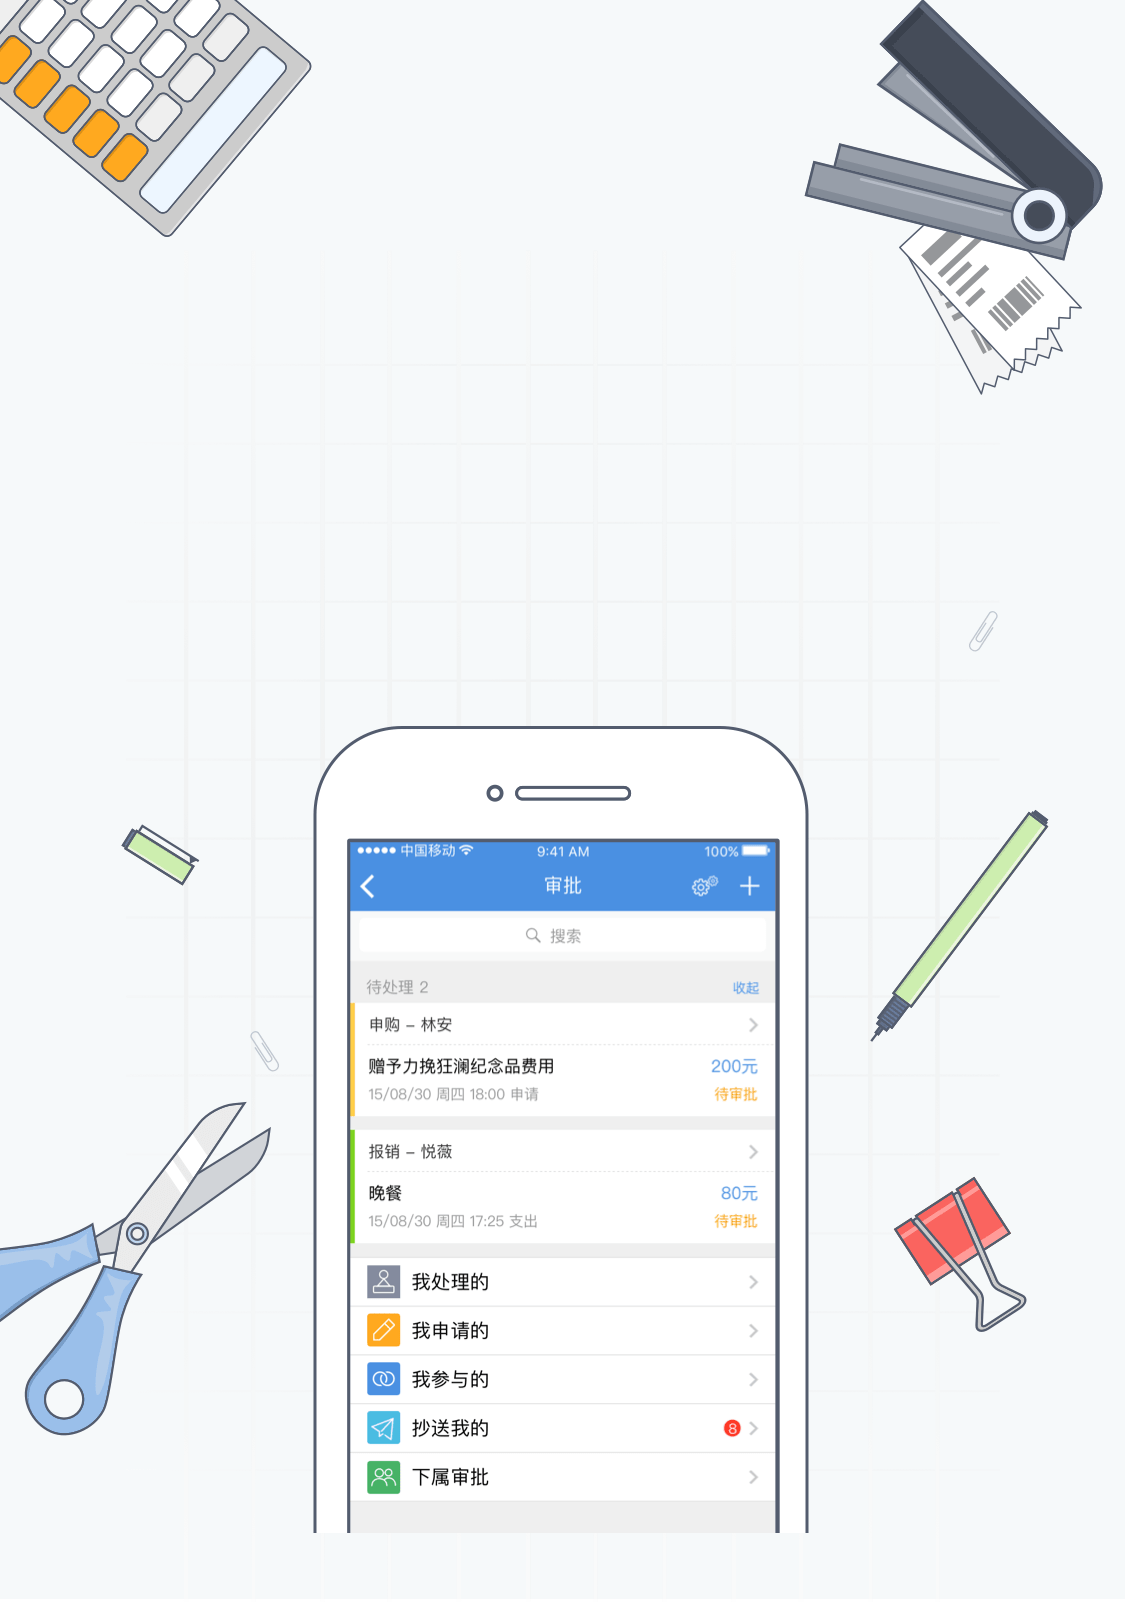 中国移动 9:41 AM 100%
审批
搜索
待处理 2 收起
申购 – 林安
赠予力挽狂澜纪念品费用 200元
15/08/30 周四 18:00 申请 待审批
报销 – 悦薇
晚餐 80元
15/08/30 周四 17:25 支出 待审批
我处理的
我申请的
我参与的
抄送我的 8
下属审批